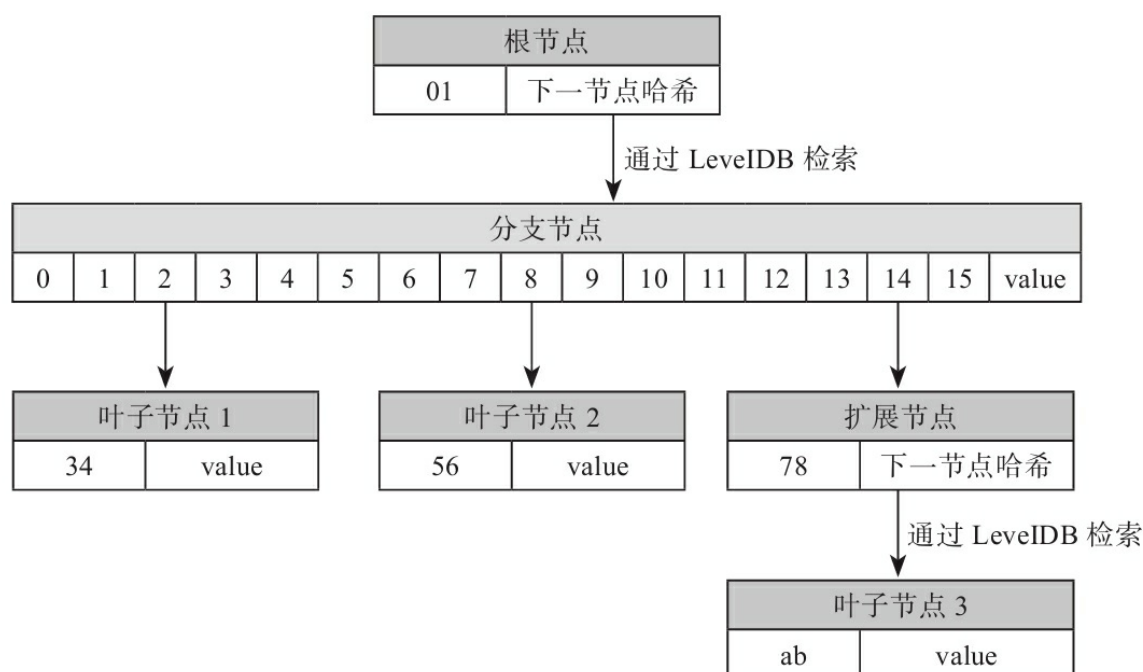 根节点
01 下一节点哈希
通过 LeveIDB 检索
分支节点
0 1 2 3 4 5 6 7 8 9 10 11 12 13 14 15 value
叶子节点 1 叶子节点 2 扩展节点
34 value 56 value 78 下一节点哈希
通过 LeveIDB 检索
叶子节点 3
ab value